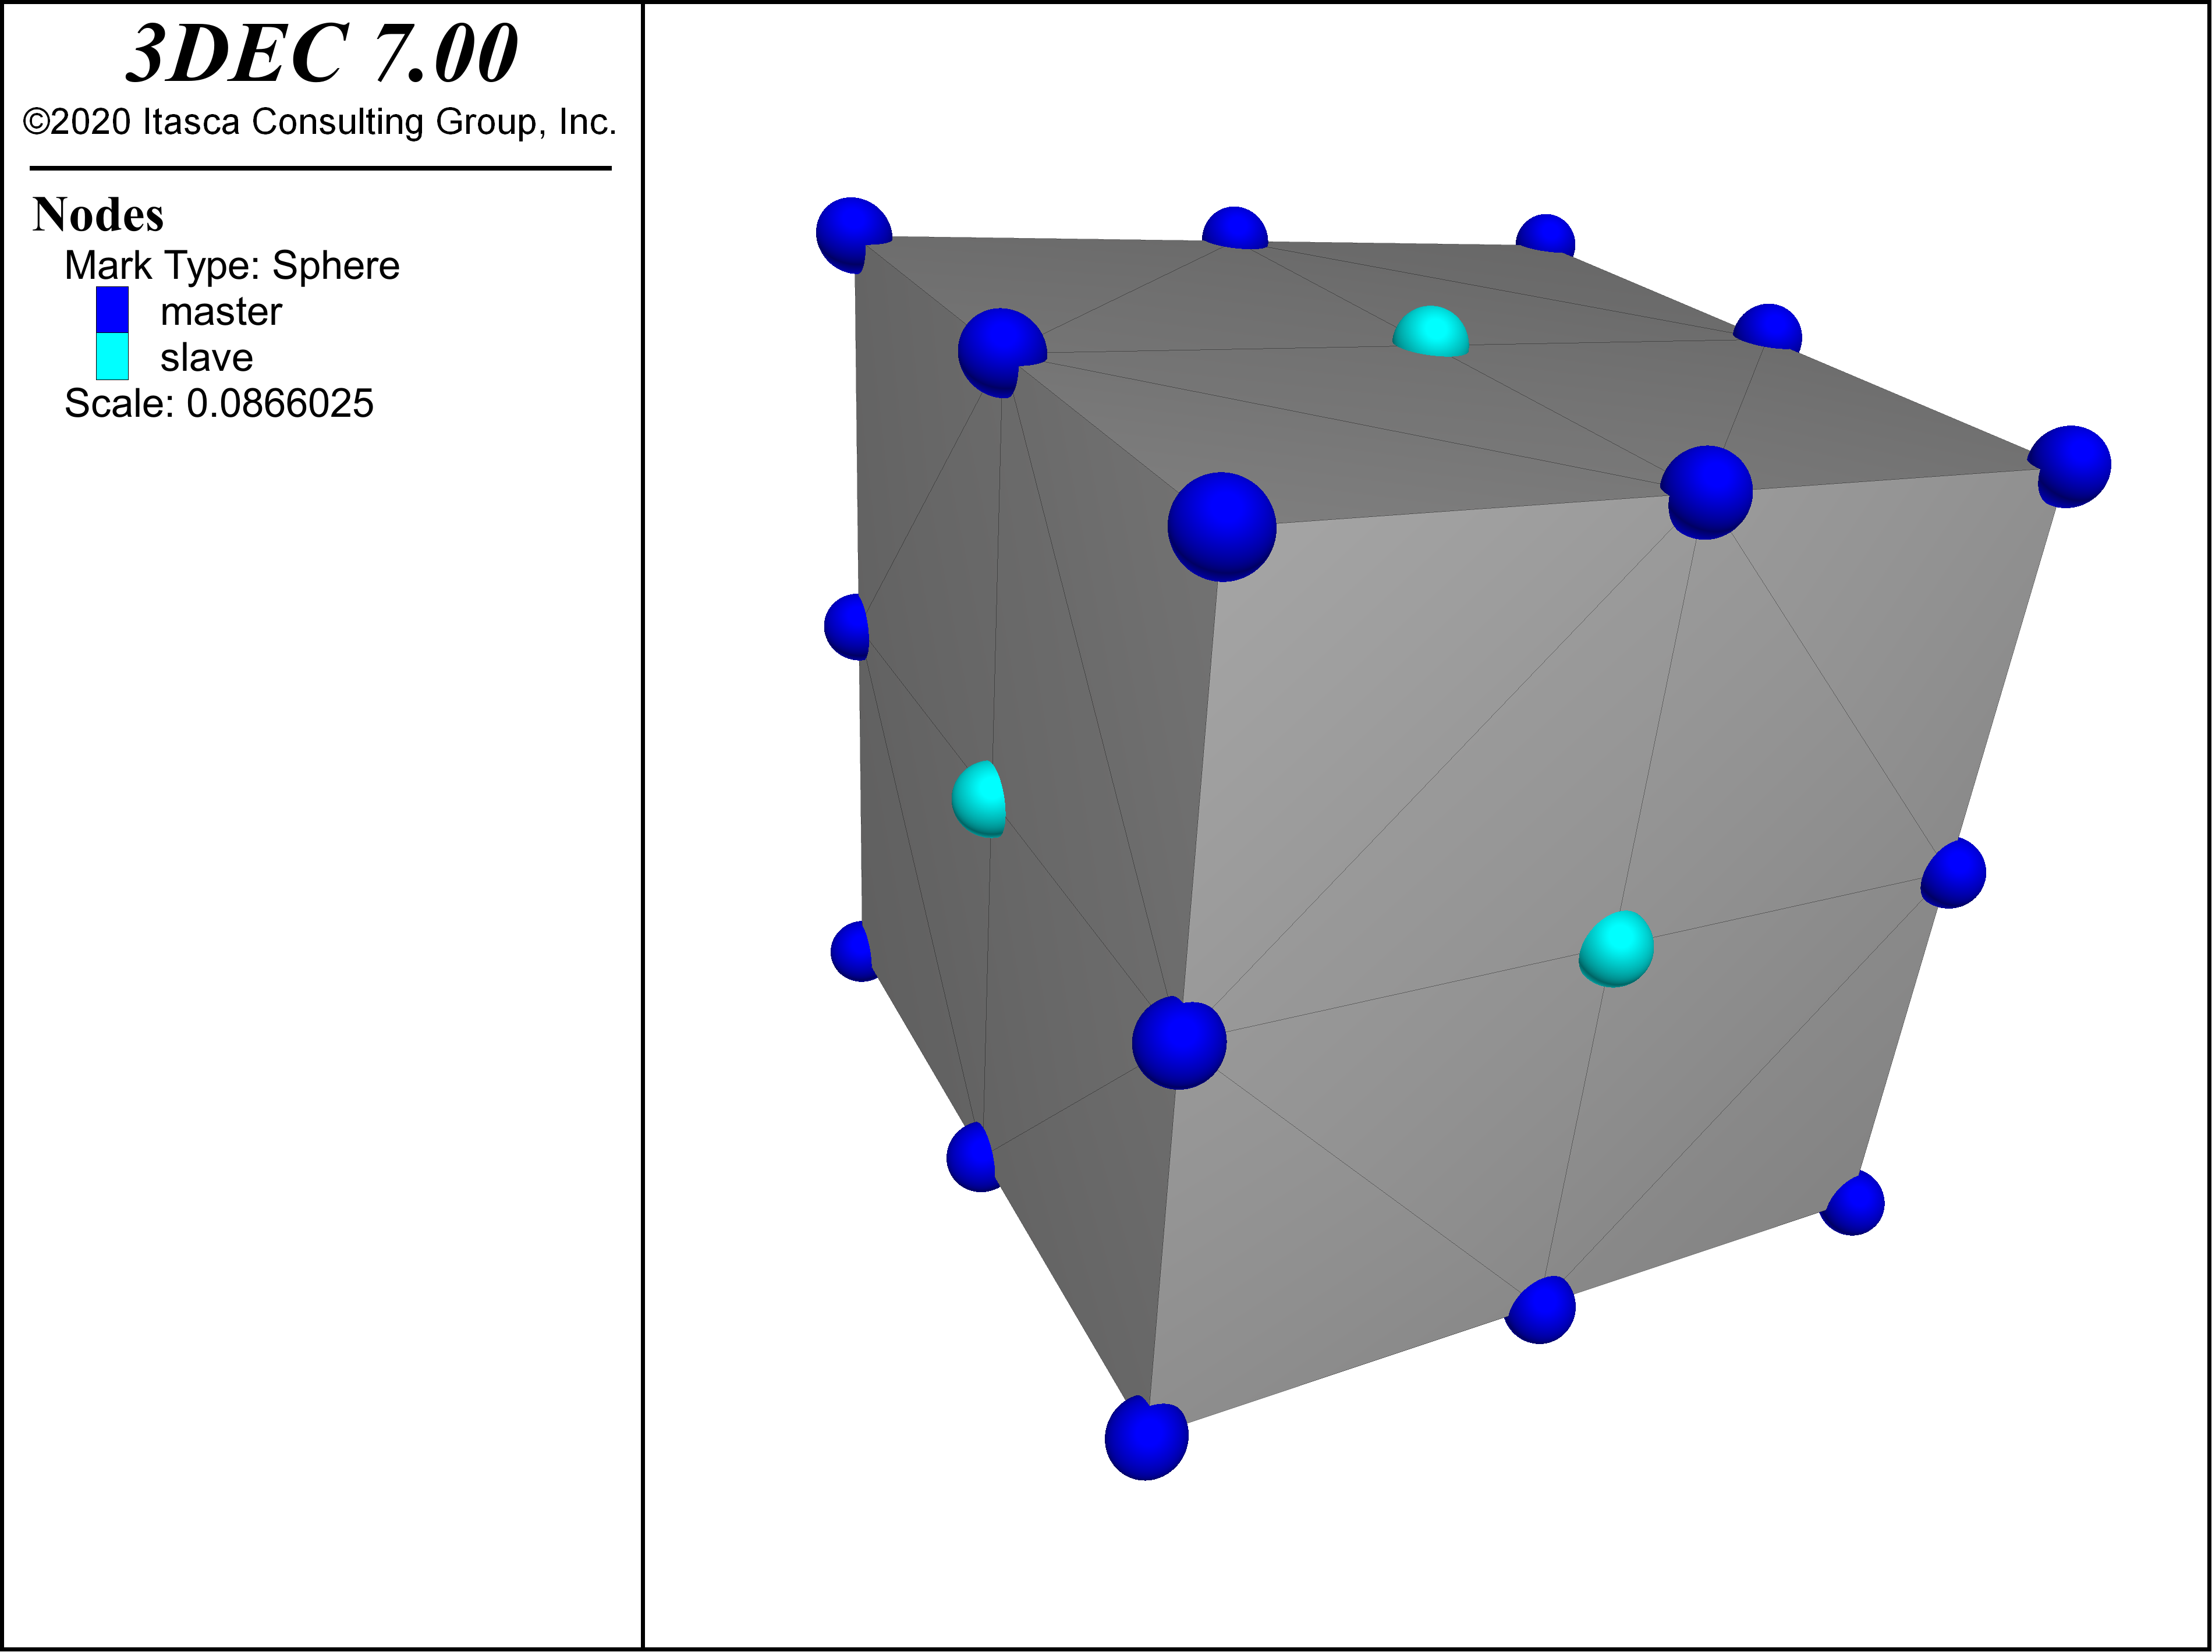 3DEC 7.00
©2020 Itasca Consulting Group, Inc.
Nodes
Mark Type: Sphere
master
slave
Scale: 0.0866025